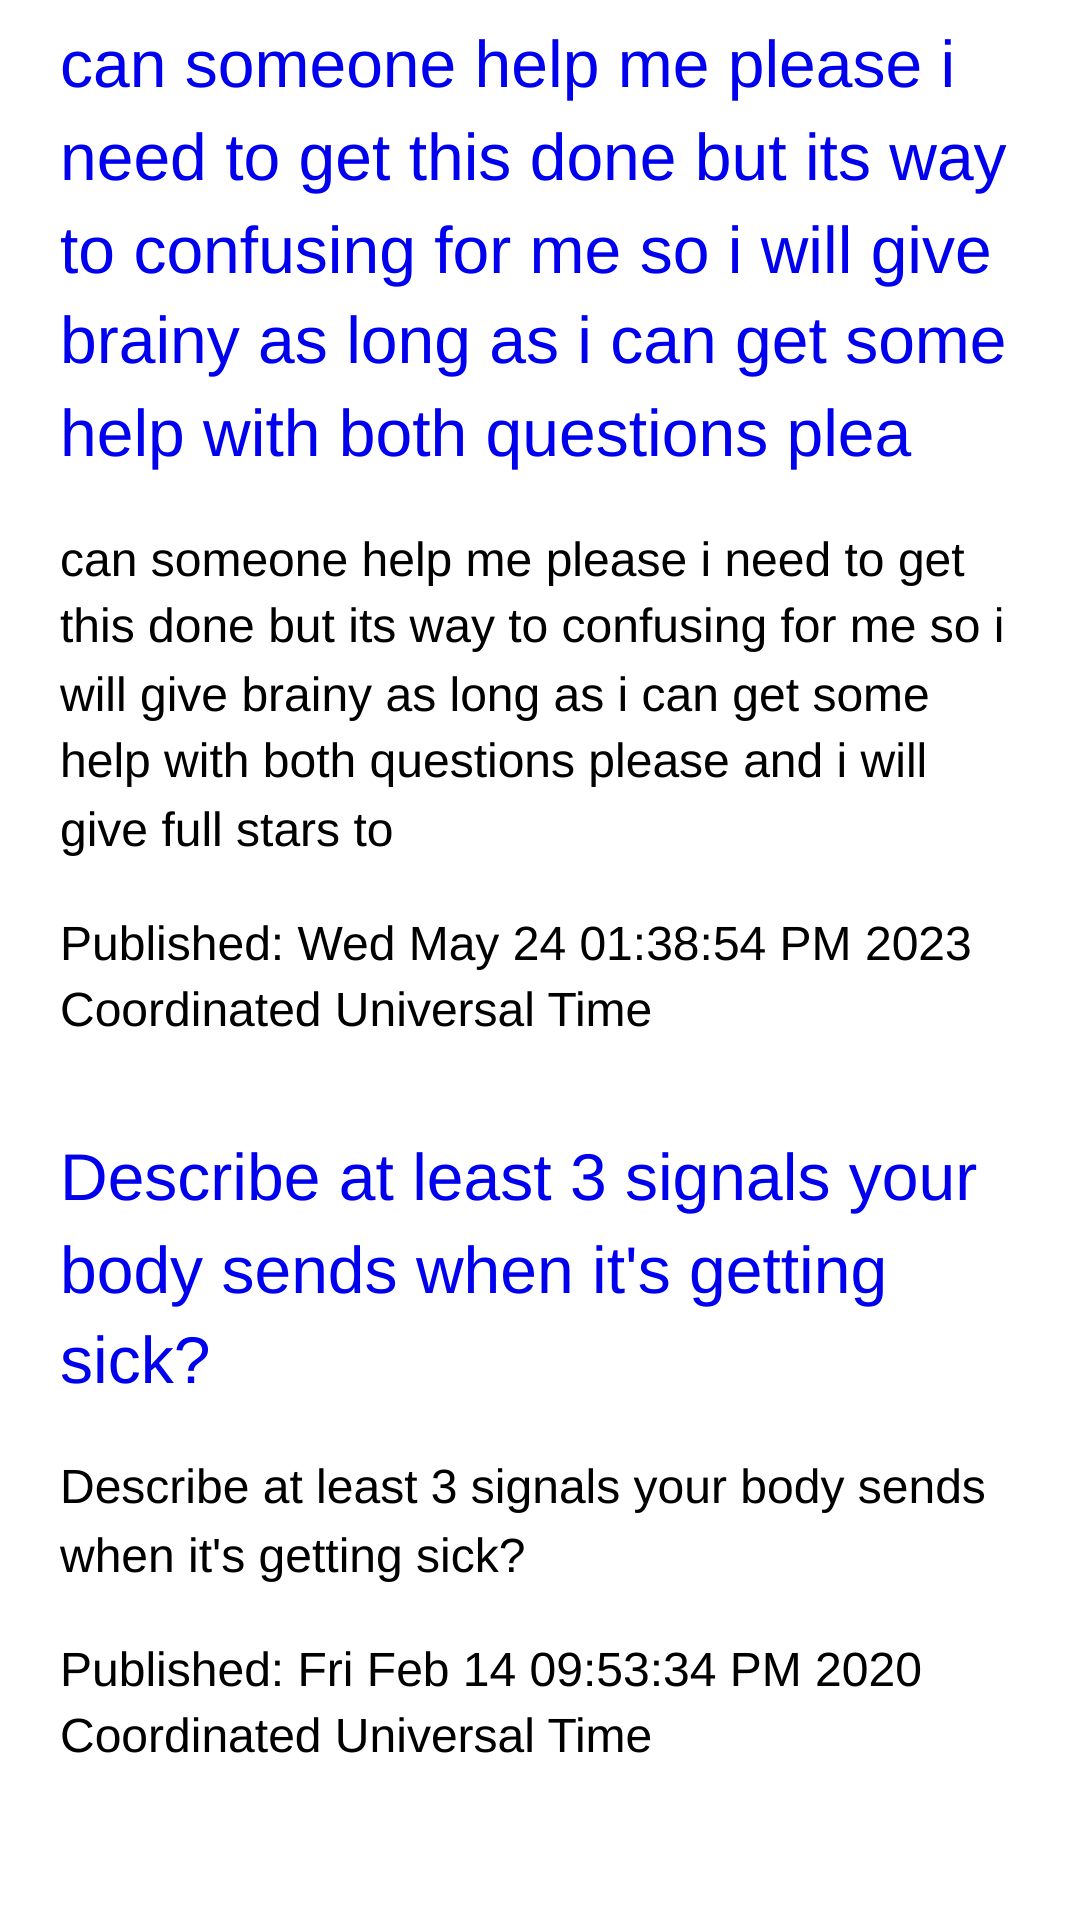 can someone help me please i
need to get this done but its way
to confusing for me so i will give
brainy as long as i can get some
help with both questions plea
can someone help me please i need to get
this done but its way to confusing for me so i
will give brainy as long as i can get some
help with both questions please and i will
give full stars to
Published: Wed May 24 01:38:54 PM 2023
Coordinated Universal Time
Describe at least 3 signals your
body sends when it's getting
sick?
Describe at least 3 signals your body sends
when it's getting sick?
Published: Fri Feb 14 09:53:34 PM 2020
Coordinated Universal Time